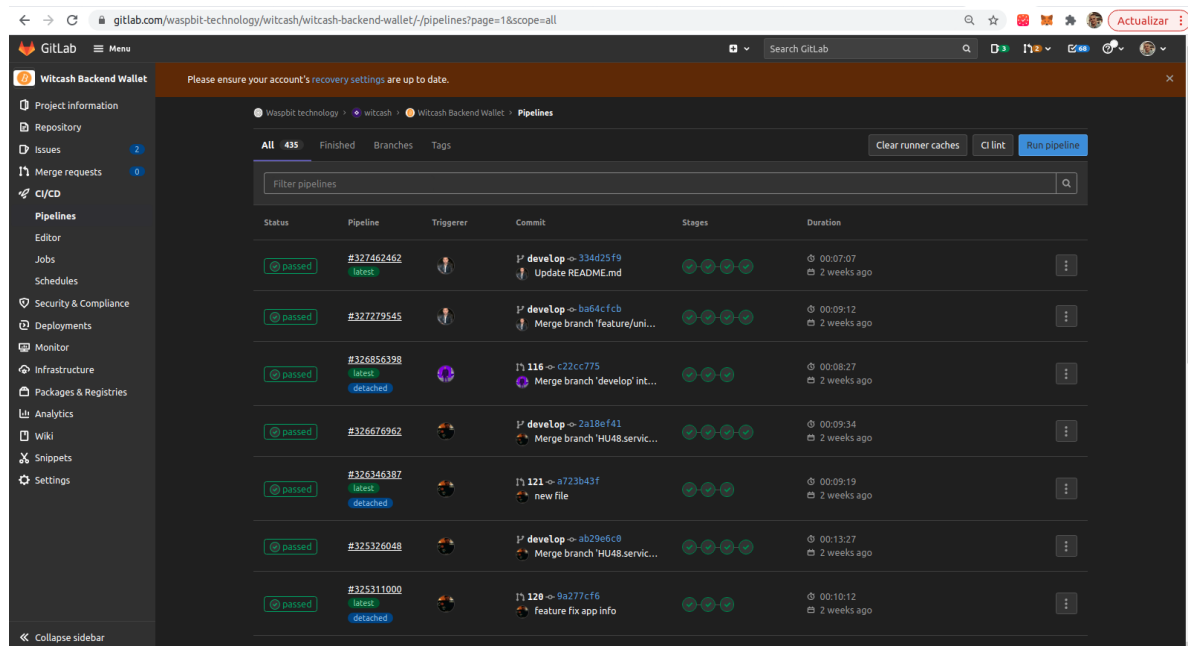 gitlab.com/waspbit-technology/witcash/witcash-backend-wallet/-/pipelines?page=1&scope=all
Actualizar
GitLab Menu
Search GitLab
3
2
68
Witcash Backend Wallet
Please ensure your account's recovery settings are up to date.
Project information
Repository
Issues 2
Merge requests 0
CI/CD
Pipelines
Editor
Jobs
Schedules
Security & Compliance
Deployments
Monitor
Infrastructure
Packages & Registries
Analytics
Wiki
Snippets
Settings
Collapse sidebar
Waspbit technology > witcash > Witcash Backend Wallet > Pipelines
All 435 Finished Branches Tags
Clear runner caches CI lint Run pipeline
Filter pipelines
Status Pipeline Triggerer Commit Stages Duration
passed #327462462 develop 334d25f9 00:07:07
latest Update README.md 2 weeks ago
passed #327279545 develop ba64cfcb 00:09:12
Merge branch 'feature/uni... 2 weeks ago
passed #326856398 116 c22cc775 00:08:27
latest Merge branch 'develop' int... 2 weeks ago
detached
passed #326676962 develop 2a18ef41 00:09:34
Merge branch 'HU48.servic... 2 weeks ago
passed #326346387 121 a723b43f 00:09:19
latest new file 2 weeks ago
detached
passed #325326048 develop ab29e6c0 00:13:27
Merge branch 'HU48.servic... 2 weeks ago
passed #325311000 120 9a277cf6 00:10:12
latest feature fix app info 2 weeks ago
detached